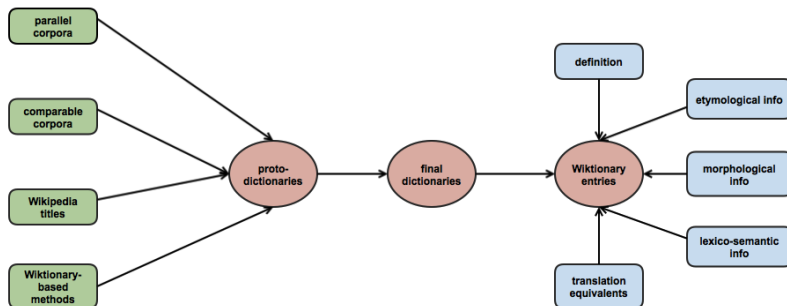 parallel
corpora
comparable
corpora
Wikipedia
titles
Wiktionary-
based
methods
proto-
dictionaries
final
dictionaries
Wiktionary
entries
definition
etymological info
morphological
info
lexico-semantic
info
translation
equivalents